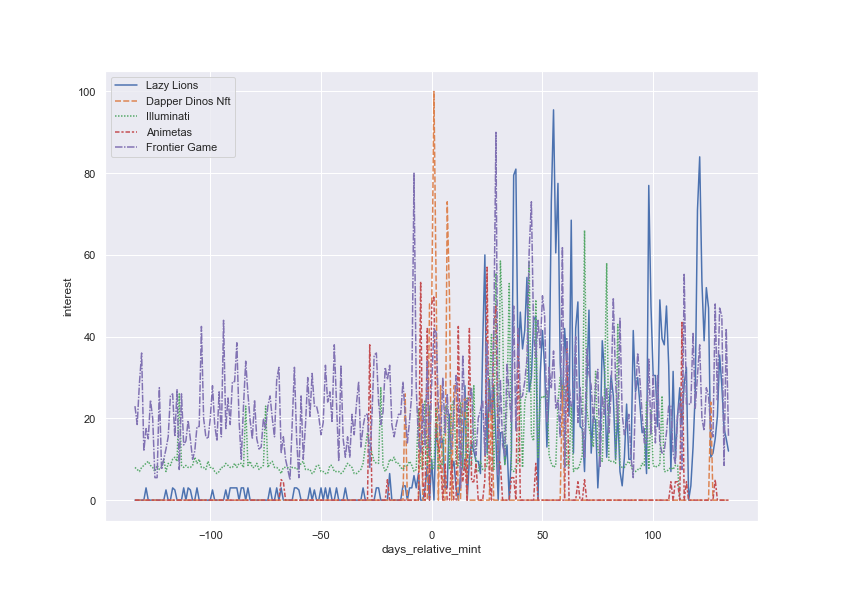 Lazy Lions
Dapper Dinos Nft
Illuminati
Animetas
Frontier Game
100
80
60
40
20
0
interest
−100
−50
0
50
100
days_relative_mint